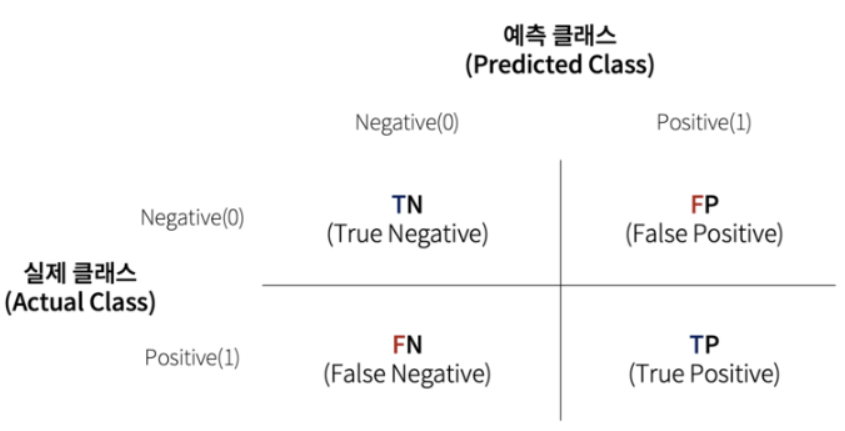 예측 클래스
(Predicted Class)
Negative(0)
Positive(1)
Negative(0)
TN
(True Negative)
FP
(False Positive)
실제 클래스
(Actual Class)
Positive(1)
FN
(False Negative)
TP
(True Positive)